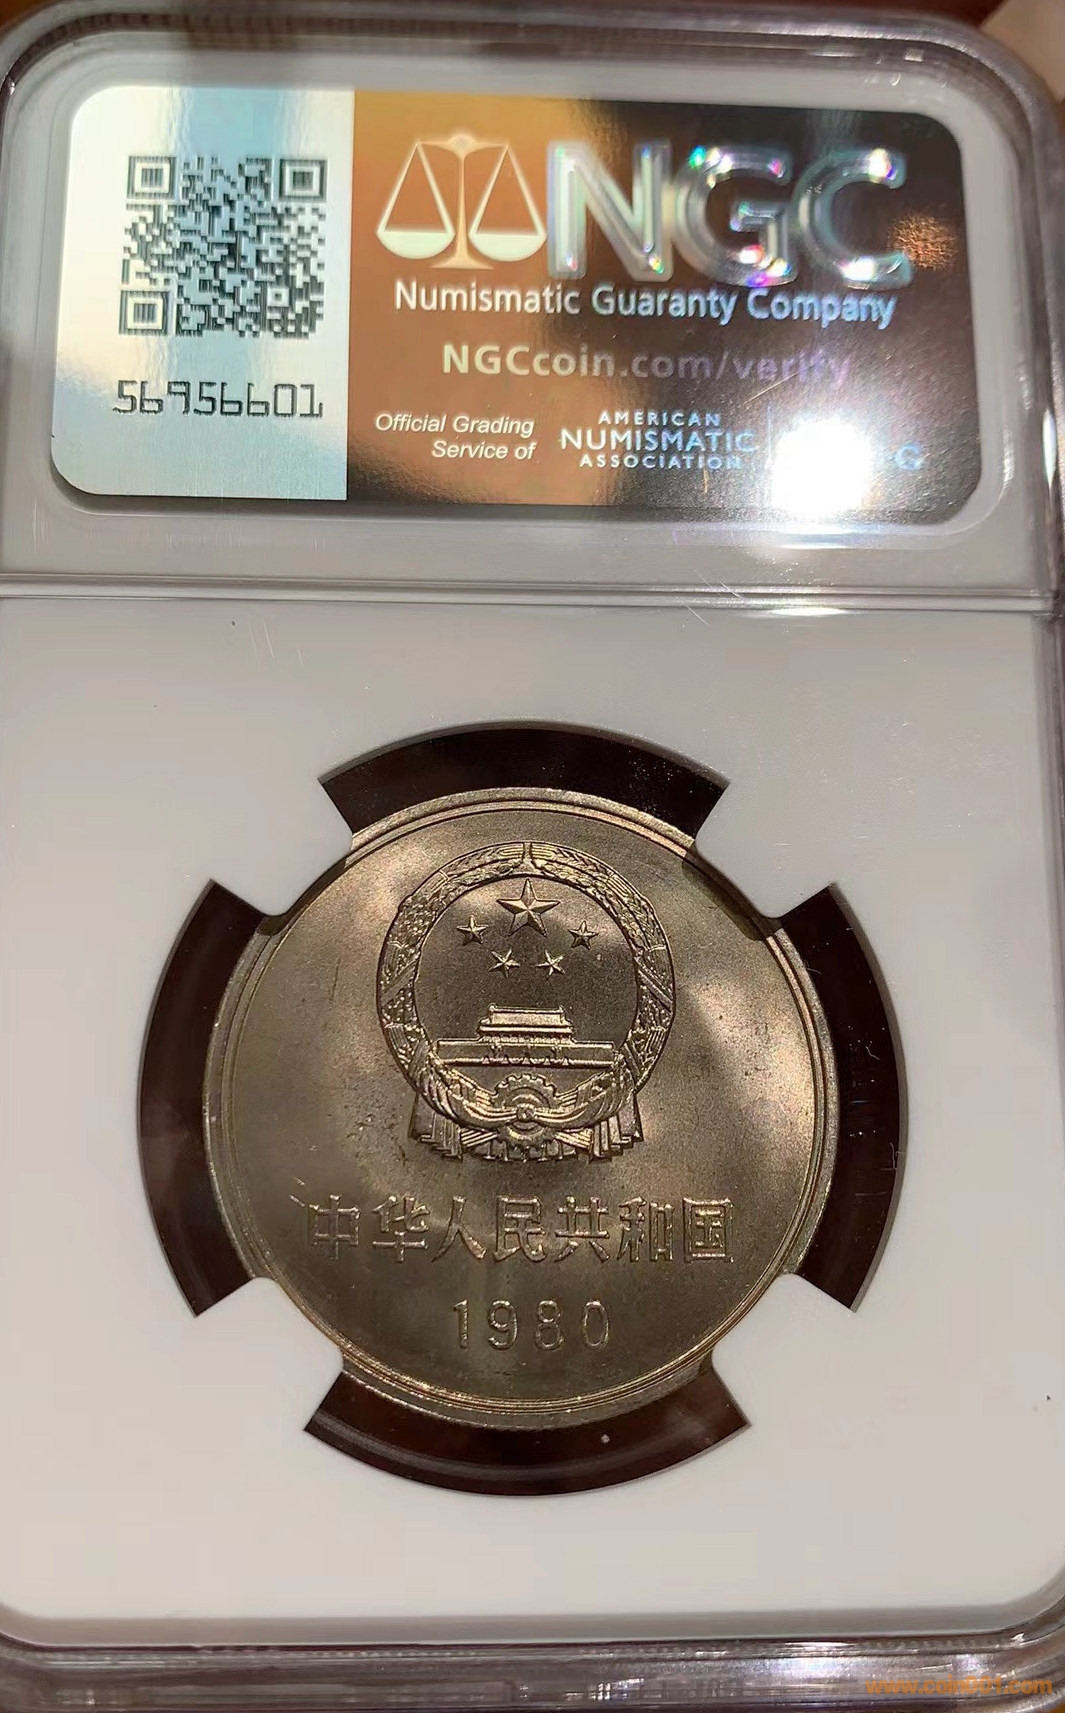 NGC
Numismatic Guaranty Company
NGCcoin.com/verify
56956601
Official Grading
Service of
AMERICAN
NUMISMATIC
ASSOCIATION
中华人民共和国
1980